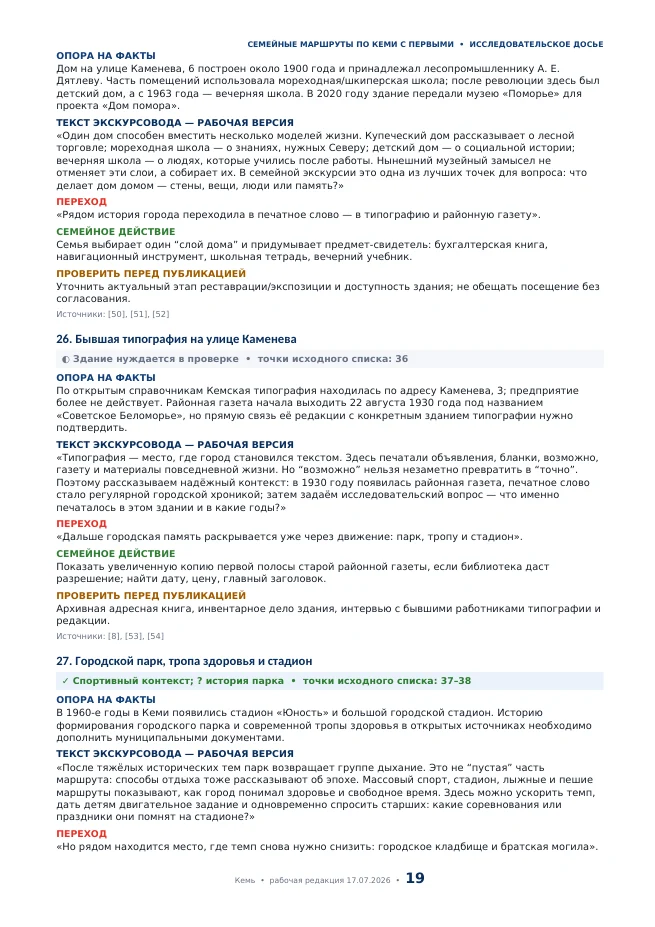 СЕМЕЙНЫЕ МАРШРУТЫ ПО КЕМИ С ПЕРВЫМИ • ИССЛЕДОВАТЕЛЬСКОЕ ДОСЬЕ
ОПОРА НА ФАКТЫ
Дом на улице Каменева, 6 построен около 1900 года и принадлежал лесопромышленнику А. Е.
Дятлеву. Часть помещений использовала мореходная/шкиперская школа; после революции здесь был
детский дом, а с 1963 года — вечерняя школа. В 2020 году здание передали музею «Поморье» для
проекта «Дом помора».
ТЕКСТ ЭКСКУРСОВОДА — РАБОЧАЯ ВЕРСИЯ
«Один дом способен вместить несколько моделей жизни. Купеческий дом рассказывает о лесной
торговле; мореходная школа — о знаниях, нужных Северу; детский дом — о социальной истории;
вечерняя школа — о людях, которые учились после работы. Нынешний музейный замысел не
отменяет эти слои, а собирает их. В семейной экскурсии это одна из лучших точек для вопроса: что
делает дом домом — стены, вещи, люди или память?»
ПЕРЕХОД
«Рядом история города переходила в печатное слово — в типографию и районную газету».
СЕМЕЙНОЕ ДЕЙСТВИЕ
Семья выбирает один “слой дома” и придумывает предмет-свидетель: бухгалтерская книга,
навигационный инструмент, школьная тетрадь, вечерний учебник.
ПРОВЕРИТЬ ПЕРЕД ПУБЛИКАЦИЕЙ
Уточнить актуальный этап реставрации/экспозиции и доступность здания; не обещать посещение без
согласования.
Источники: [50], [51], [52]
26. Бывшая типография на улице Каменева
◐ Здание нуждается в проверке • точки исходного списка: 36
ОПОРА НА ФАКТЫ
По открытым справочникам Кемская типография находилась по адресу Каменева, 3; предприятие
более не действует. Районная газета начала выходить 22 августа 1930 года под названием
«Советское Беломорье», но прямую связь её редакции с конкретным зданием типографии нужно
подтвердить.
ТЕКСТ ЭКСКУРСОВОДА — РАБОЧАЯ ВЕРСИЯ
«Типография — место, где город становился текстом. Здесь печатали объявления, бланки, возможно,
газету и материалы повседневной жизни. Но “возможно” нельзя незаметно превратить в “точно”.
Поэтому рассказываем надёжный контекст: в 1930 году появилась районная газета, печатное слово
стало регулярной городской хроникой; затем задаём исследовательский вопрос — что именно
печаталось в этом здании и в какие годы?»
ПЕРЕХОД
«Дальше городская память раскрывается уже через движение: парк, тропу и стадион».
СЕМЕЙНОЕ ДЕЙСТВИЕ
Показать увеличенную копию первой полосы старой районной газеты, если библиотека даст
разрешение; найти дату, цену, главный заголовок.
ПРОВЕРИТЬ ПЕРЕД ПУБЛИКАЦИЕЙ
Архивная адресная книга, инвентарное дело здания, интервью с бывшими работниками типографии и
редакции.
Источники: [8], [53], [54]
27. Городской парк, тропа здоровья и стадион
✓ Спортивный контекст; ? история парка • точки исходного списка: 37–38
ОПОРА НА ФАКТЫ
В 1960-е годы в Кеми появились стадион «Юность» и большой городской стадион. Историю
формирования городского парка и современной тропы здоровья в открытых источниках необходимо
дополнить муниципальными документами.
ТЕКСТ ЭКСКУРСОВОДА — РАБОЧАЯ ВЕРСИЯ
«После тяжёлых исторических тем парк возвращает группе дыхание. Это не “пустая” часть
маршрута: способы отдыха тоже рассказывают об эпохе. Массовый спорт, стадион, лыжные и пешие
маршруты показывают, как город понимал здоровье и свободное время. Здесь можно ускорить темп,
дать детям двигательное задание и одновременно спросить старших: какие соревнования или
праздники они помнят на стадионе?»
ПЕРЕХОД
«Но рядом находится место, где темп снова нужно снизить: городское кладбище и братская могила».
Кемь • рабочая редакция 17.07.2026 • 19